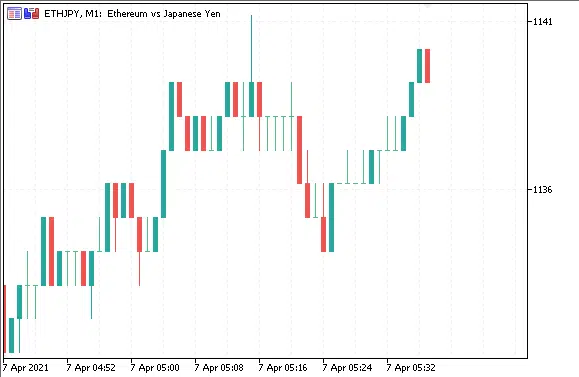 ETHJPY, M1: Ethereum vs Japanese Yen
1141
1136
7 Apr 2021 7 Apr 04:52 7 Apr 05:00 7 Apr 05:08 7 Apr 05:16 7 Apr 05:24 7 Apr 05:32